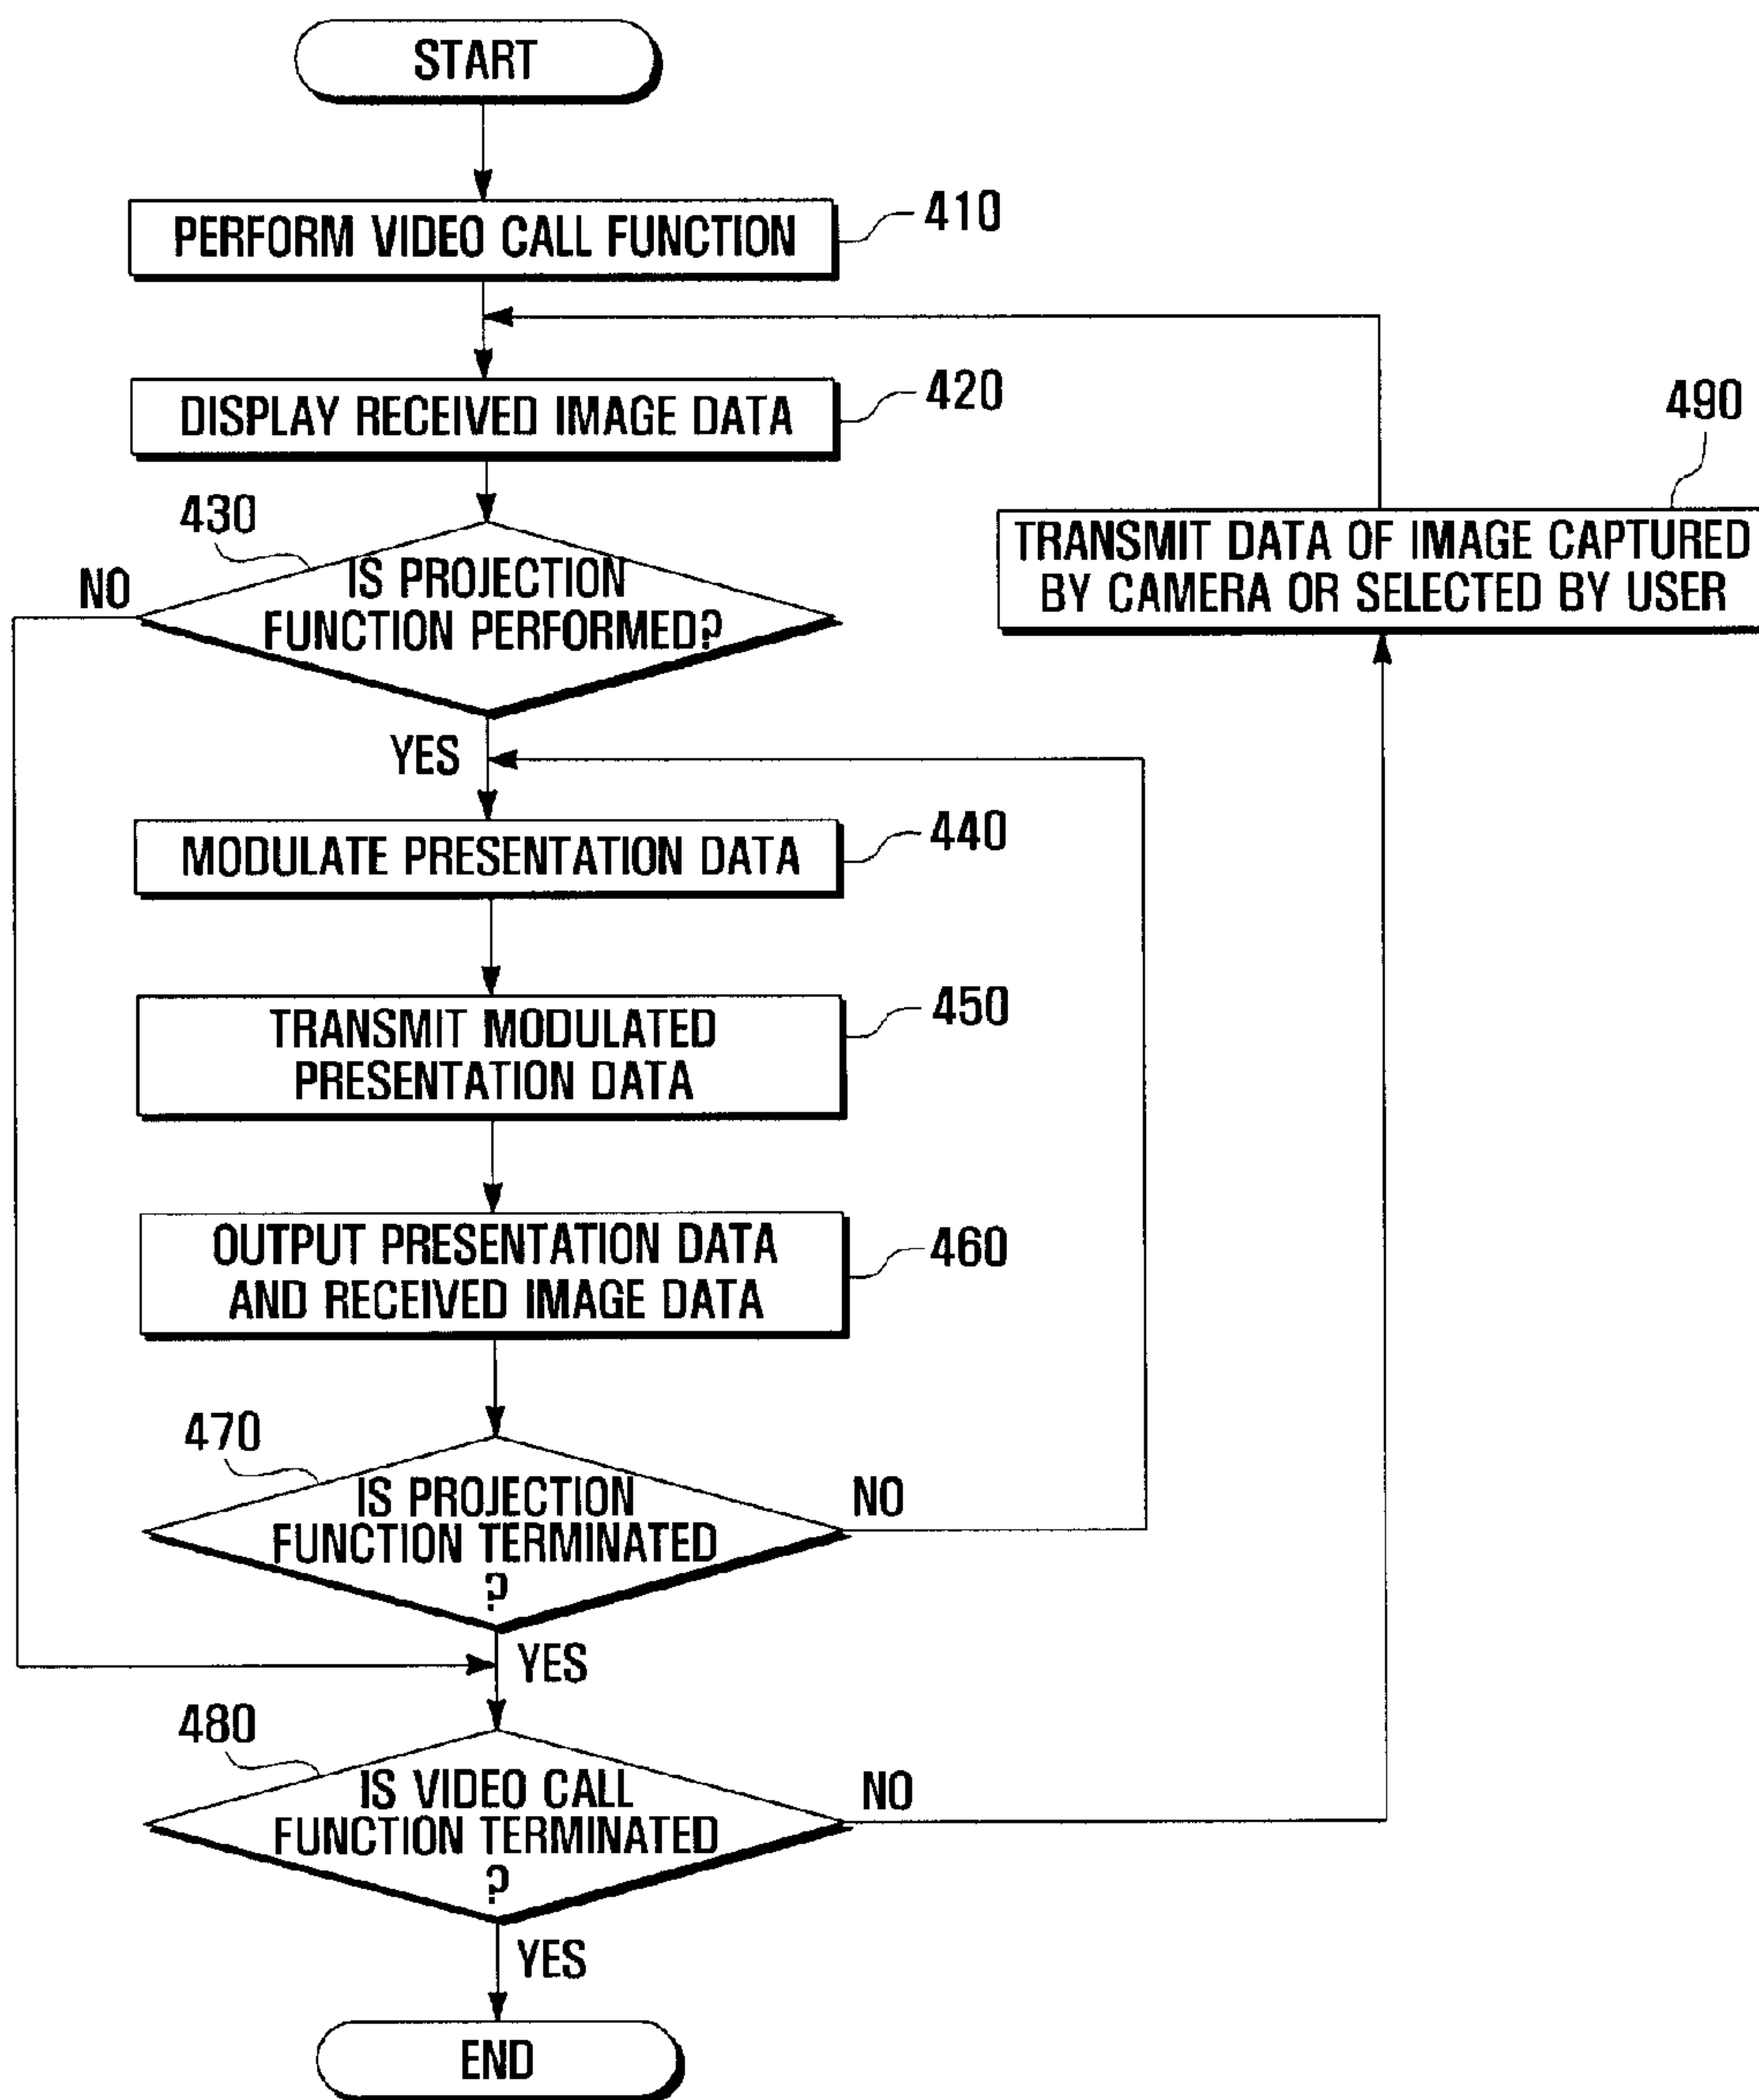 START
PERFORM VIDEO CALL FUNCTION
410
DISPLAY RECEIVED IMAGE DATA
420
490
TRANSMIT DATA OF IMAGE CAPTURED
BY CAMERA OR SELECTED BY USER
430
NO
IS PROJECTION
FUNCTION PERFORMED?
YES
MODULATE PRESENTATION DATA
440
TRANSMIT MODULATED
PRESENTATION DATA
450
OUTPUT PRESENTATION DATA
AND RECEIVED IMAGE DATA
460
470
IS PROJECTION
FUNCTION TERMINATED
?
NO
YES
480
IS VIDEO CALL
FUNCTION TERMINATED
?
NO
YES
END